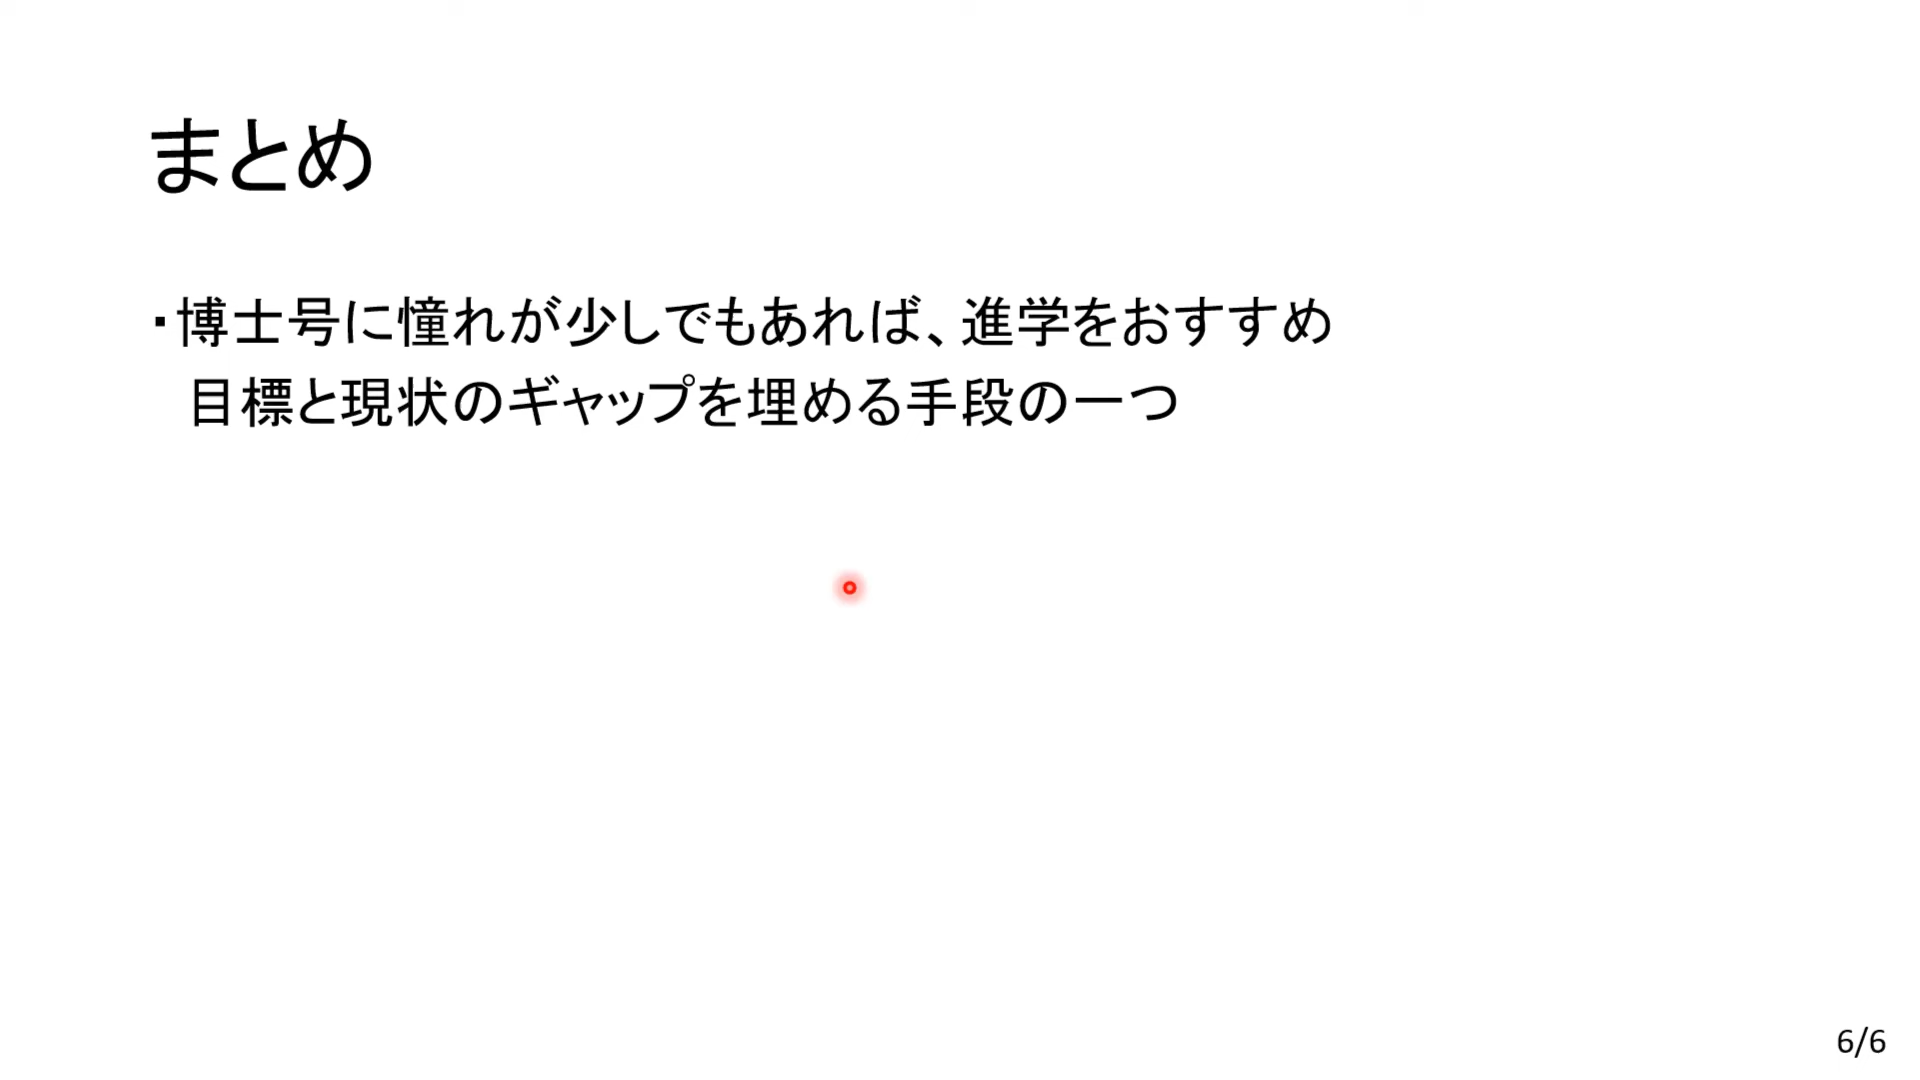 まとめ
・博士号に憧れが少しでもあれば、進学をおすすめ
目標と現状のギャップを埋める手段の一つ
6/6